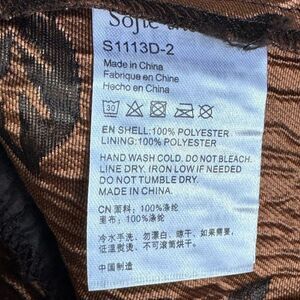 Sofie
S1113D-2
Made in China
Fabriqué en Chine
Hecho en China
30
EN SHELL:100% POLYESTER
LINING: 100% POLYESTER
HAND WASH COLD. DO NOT BLEACH.
LINE DRY. IRON LOW IF NEEDED
DO NOT TUMBLE DRY.
MADE IN CHINA.
CN 面料: 100%涤纶
里布: 100%涤纶
冷水手洗、勿漂白、晾干、如果需要,
低温熨烫、不可滚筒烘干。
中国制造